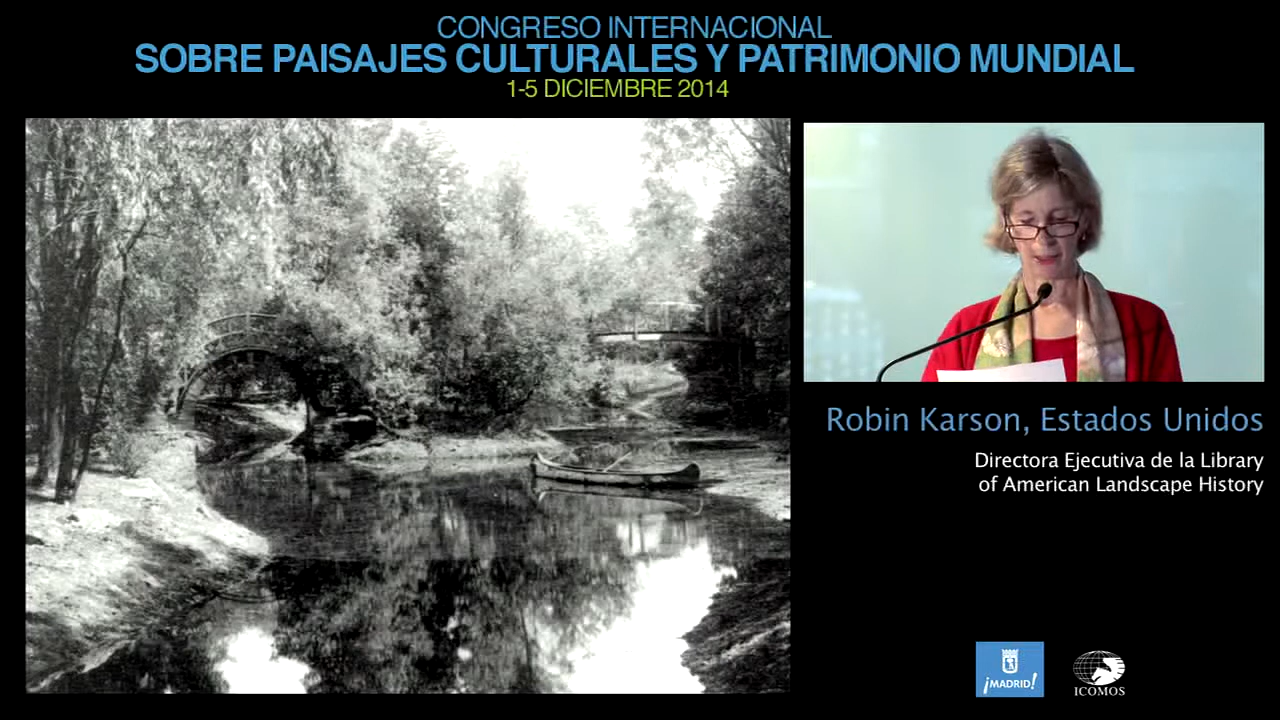 CONGRESO INTERNACIONAL
SOBRE PAISAJES CULTURALES Y PATRIMONIO MUNDIAL
1-5 DICIEMBRE 2014
Robin Karson, Estados Unidos
Directora Ejecutiva de la Library
of American Landscape History
¡MADRID!
ICOMOS